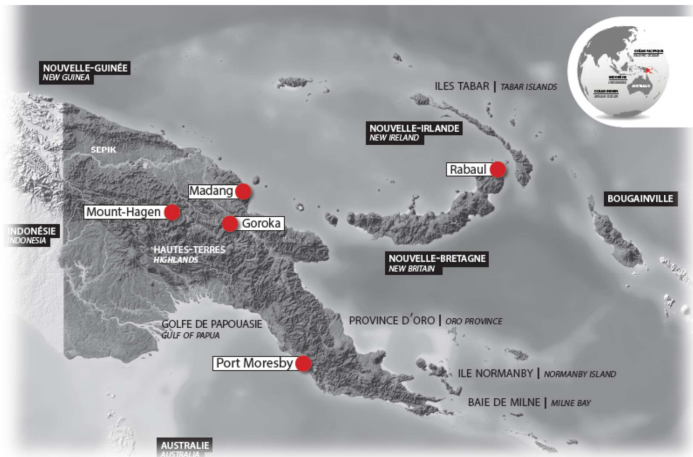 NOUVELLE-GUINÉE
NEW GUINEA
ILES TABAR | TABAR ISLANDS
NOUVELLE-IRLANDE
NEW IRELAND
SEPIK
Rabaul
Madang
Mount-Hagen
Goroka
BOUGAINVILLE
INDONÉSIE
INDONESIA
HAUTES-TERRES
HIGHLANDS
NOUVELLE-BRETAGNE
NEW BRITAIN
GOLFE DE PAPOUASIE
GULF OF PAPUA
PROVINCE D'ORO | ORO PROVINCE
Port Moresby
ILE NORMANBY | NORMANBY ISLAND
BAIE DE MILNE | MILNE BAY
AUSTRALIE
AUSTRALIA